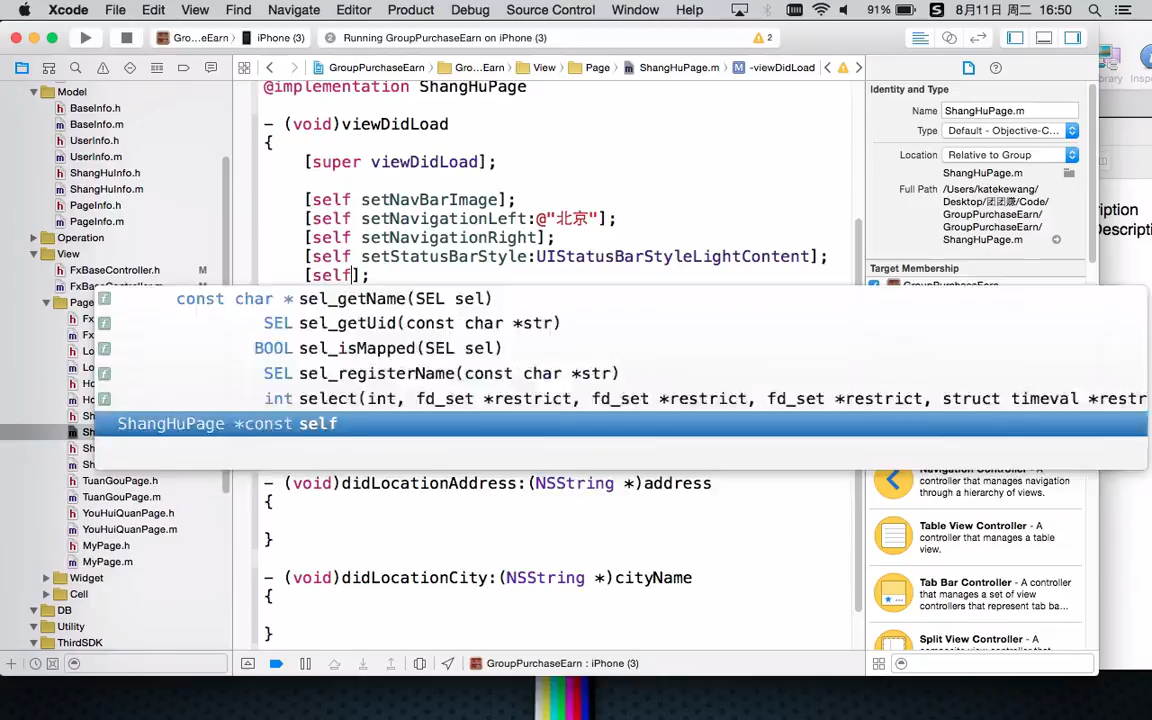 Xcode File Edit View Find Navigate Editor Product Debug Source Control Window Help 91% 8月11日 周二 16:50
Gro...eEarn iPhone (3) Running GroupPurchaseEarn on iPhone (3) 2
GroupPurchaseEarn Gro...Earn View Page ShangHuPage.m -viewDidLoad
Model
BaseInfo.h
BaseInfo.m
UserInfo.h
UserInfo.m
ShangHuInfo.h
ShangHuInfo.m
PageInfo.h
PageInfo.m
Operation
View
FxBaseController.h M
TuanGouPage.h
TuanGouPage.m
YouHuiQuanPage.h
YouHuiQuanPage.m
MyPage.h
MyPage.m
Widget
Cell
DB
Utility
ThirdSDK
@implementation ShangHuPage
- (void)viewDidLoad
{
[super viewDidLoad];
[self setNavBarImage];
[self setNavigationLeft:@"北京"];
[self setNavigationRight];
[self setStatusBarStyle:UIStatusBarStyleLightContent];
[self];
const char * sel_getName(SEL sel)
SEL sel_getUid(const char *str)
BOOL sel_isMapped(SEL sel)
SEL sel_registerName(const char *str)
int select(int, fd_set *restrict, fd_set *restrict, fd_set *restrict, struct timeval *restr
ShangHuPage *const self
- (void)didLocationAddress:(NSString *)address
{
}
- (void)didLocationCity:(NSString *)cityName
{
}
GroupPurchaseEarn : iPhone (3)
Identity and Type
Name ShangHuPage.m
Type Default - Objective-C...
Location Relative to Group
ShangHuPage.m
Full Path /Users/katekewang/
Desktop/团团赚/Code/
GroupPurchaseEarn/
GroupPurchaseEarn/
ShangHuPage.m
Target Membership
controller that manages navigation
through a hierarchy of views.
Table View Controller - A
controller that manages a table
view.
Tab Bar Controller - A controller
that manages a set of view
controllers that represent tab ba...
Split View Controller - A